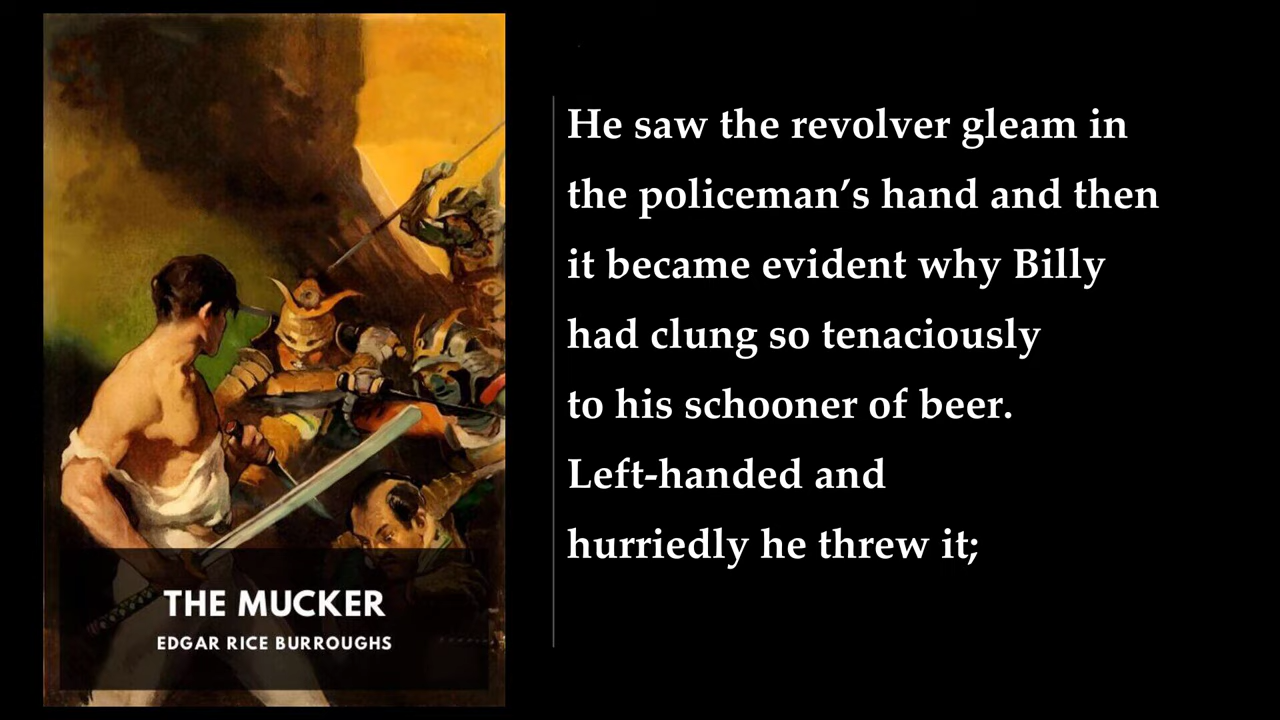 THE MUCKER
EDGAR RICE BURROUGHS
He saw the revolver gleam in
the policeman’s hand and then
it became evident why Billy
had clung so tenaciously
to his schooner of beer.
Left-handed and
hurriedly he threw it;